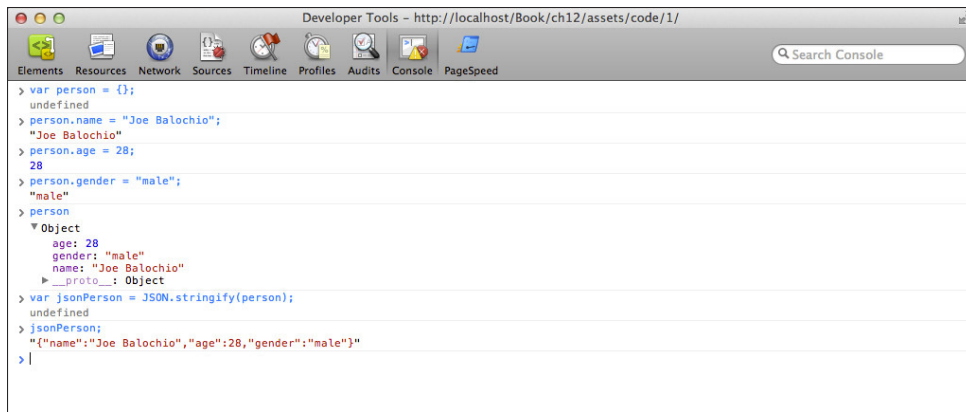 Developer Tools - http://localhost/Book/ch12/assets/code/1/
Elements Resources Network Sources Timeline Profiles Audits Console PageSpeed
Search Console
> var person = {};
undefined
> person.name = "Joe Balochio";
"Joe Balochio"
> person.age = 28;
28
> person.gender = "male";
"male"
> person
▼Object
age: 28
gender: "male"
name: "Joe Balochio"
▶__proto__: Object
> var jsonPerson = JSON.stringify(person);
undefined
> jsonPerson;
"{"name":"Joe Balochio","age":28,"gender":"male"}"
>